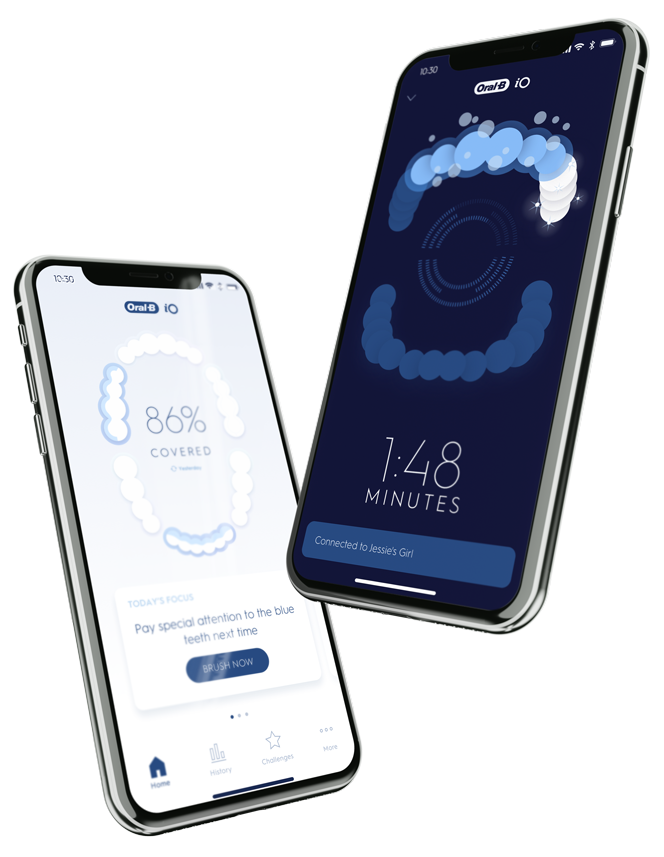 10:30
Oral-B iO
1:48
MINUTES
Connected to Jessie's Girl
10:30
Oral-B iO
86%
COVERED
Yesterday
TODAY'S FOCUS
Pay special attention to the blue
teeth next time
BRUSH NOW
Home
History
Challenges
More